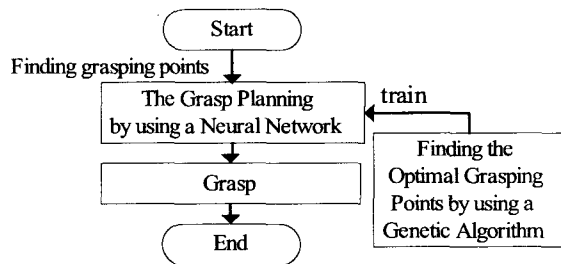 Start
Finding grasping points
The Grasp Planning
by using a Neural Network
train
Grasp
Finding the
Optimal Grasping
Points by using a
Genetic Algorithm
End